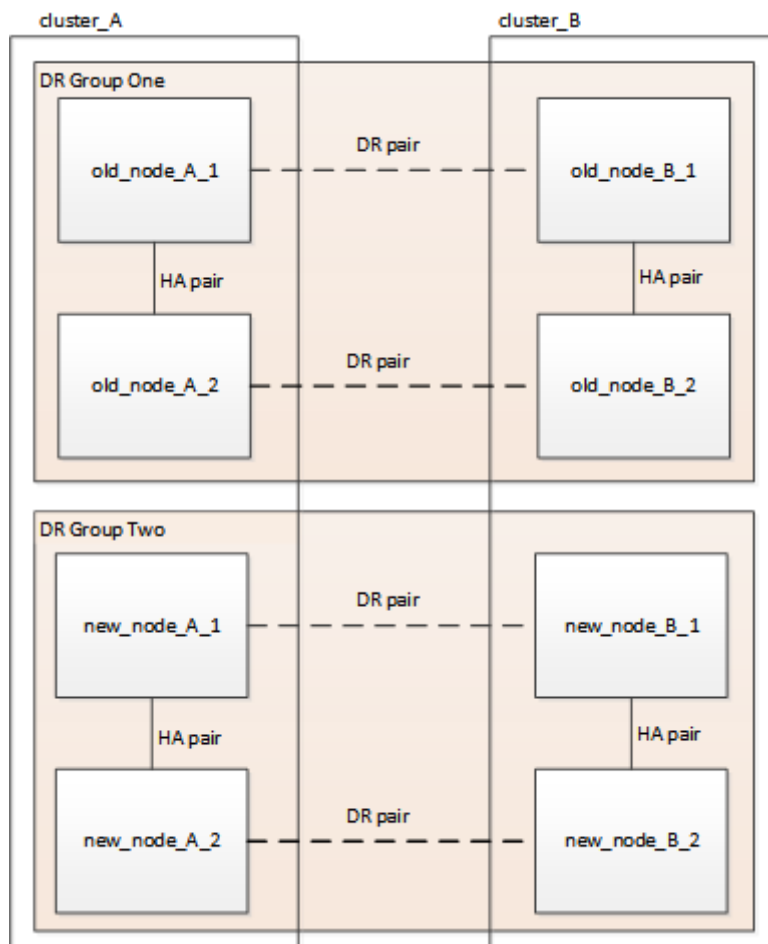 cluster_A
cluster_B
DR Group One
old_node_A_1
DR pair
old_node_B_1
HA pair
HA pair
old_node_A_2
DR pair
old_node_B_2
DR Group Two
new_node_A_1
DR pair
new_node_B_1
HA pair
HA pair
new_node_A_2
DR pair
new_node_B_2